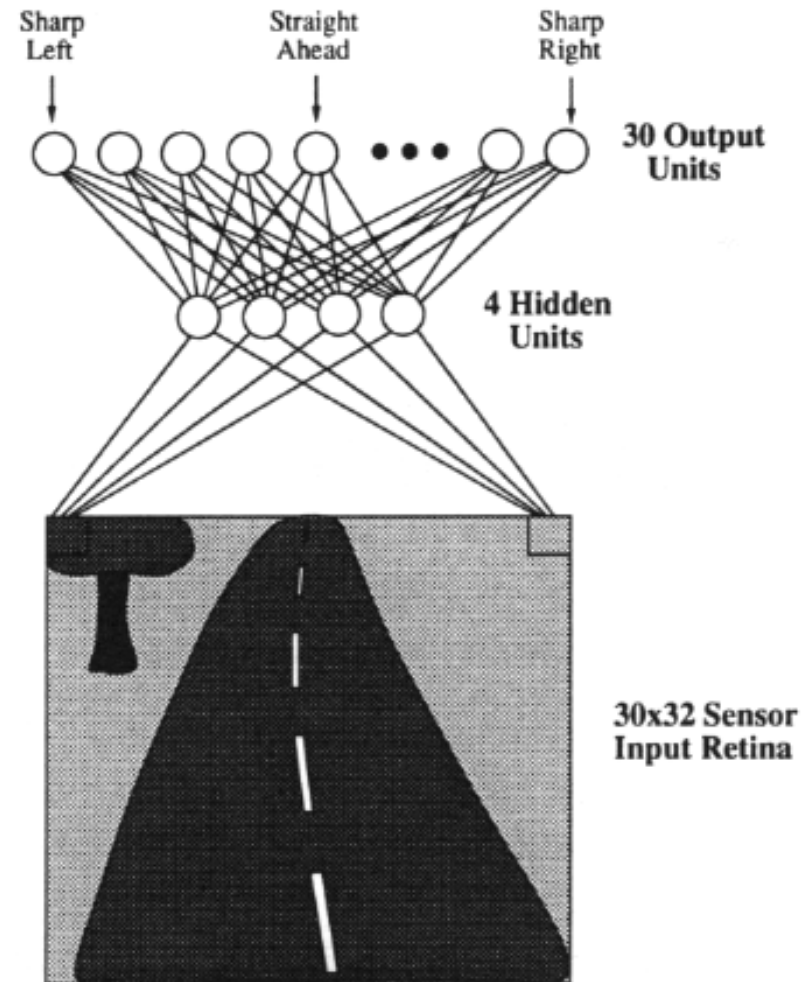 Sharp
Left
Straight
Ahead
Sharp
Right
30 Output
Units
4 Hidden
Units
30x32 Sensor
Input Retina